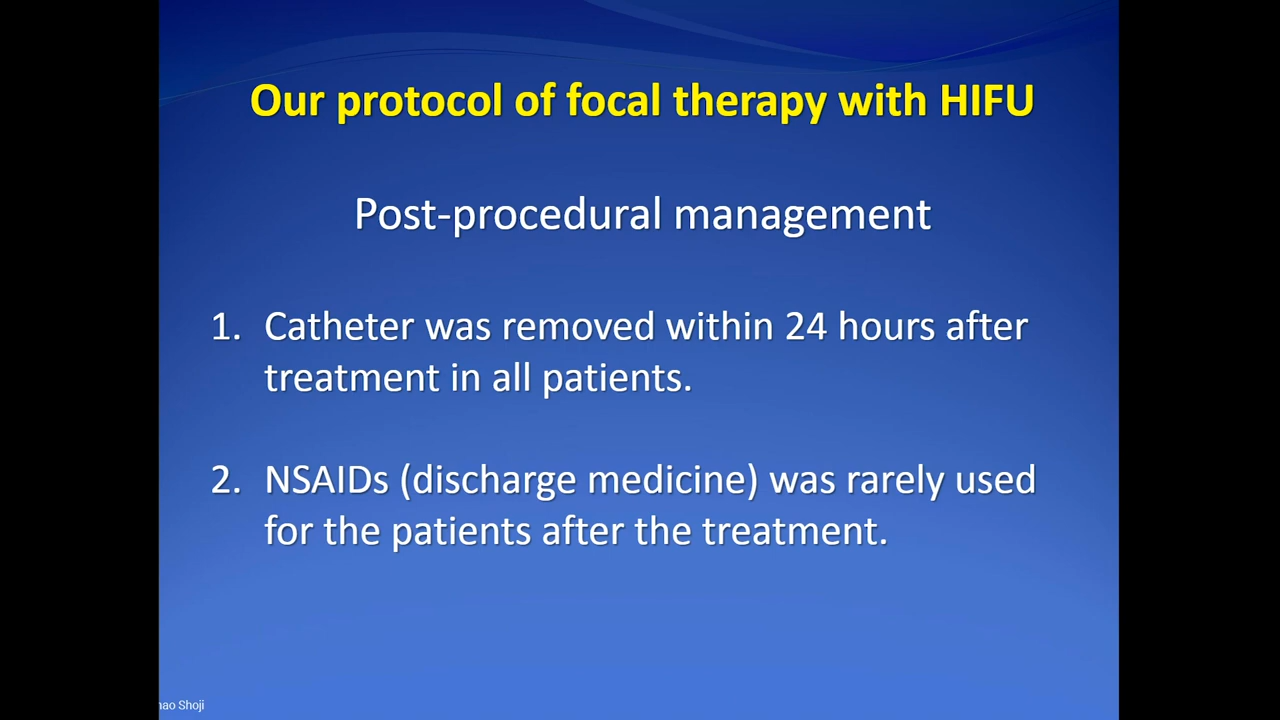 Our protocol of focal therapy with HIFU
Post-procedural management
1. Catheter was removed within 24 hours after
treatment in all patients.
2. NSAIDs (discharge medicine) was rarely used
for the patients after the treatment.
Shoji